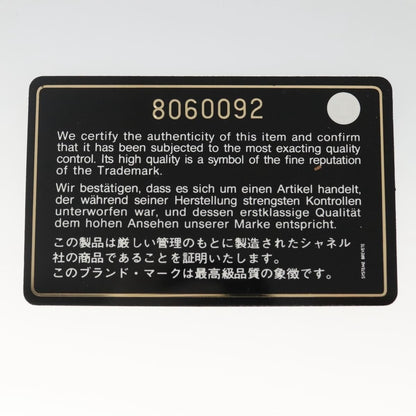 8060092
We certify the authenticity of this item and confirm
that it has been subjected to the most exacting quality
control. Its high quality is a symbol of the fine reputation
of the Trademark.
Wir bestätigen, dass es sich um einen Artikel handelt,
der während seiner Herstellung strengsten Kontrollen
unterworfen war, und dessen erstklassige Qualität
dem hohen Ansehen unserer Marke entspricht.
この製品は厳しい管理のもとに製造されたシャネル
社の商品であることを証明いたします。
このブランド・マークは最高級品質の象徴です。